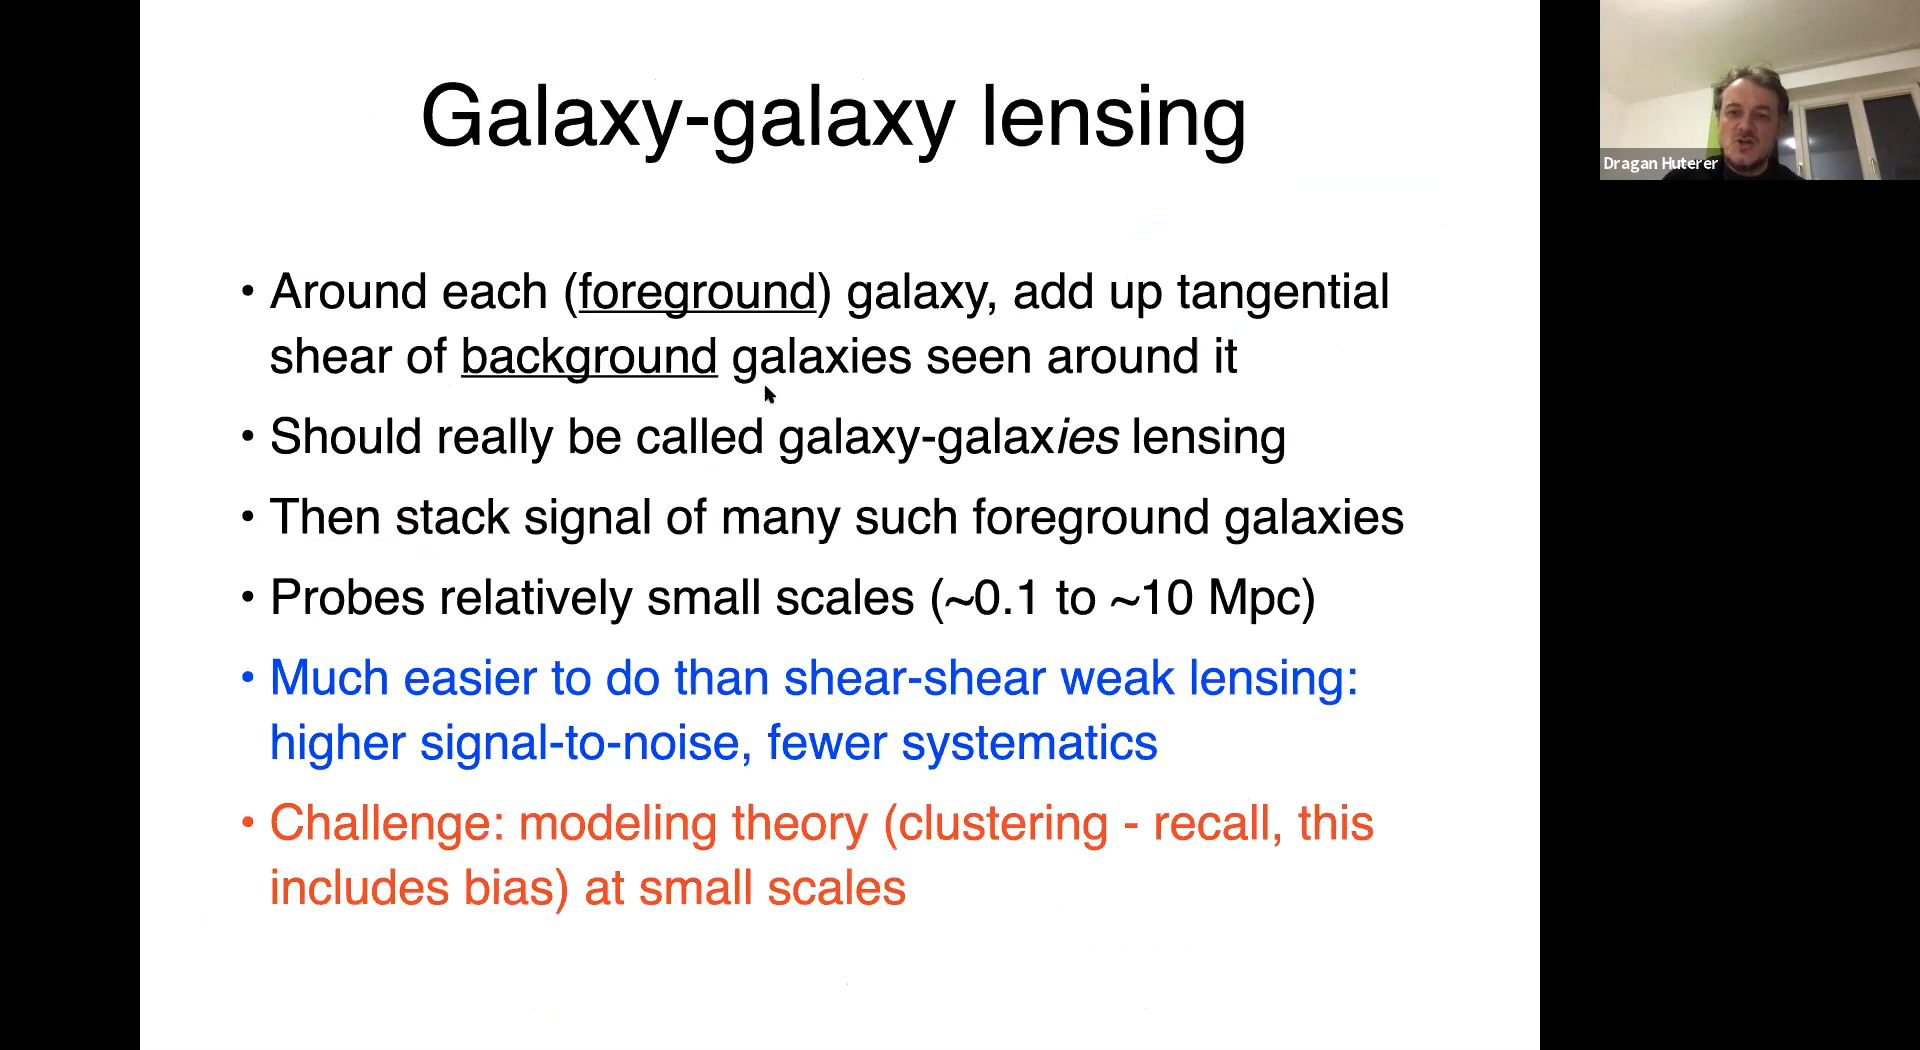 Galaxy-galaxy lensing
Dragan Huterer
• Around each (foreground) galaxy, add up tangential
shear of background galaxies seen around it
• Should really be called galaxy-galaxies lensing
• Then stack signal of many such foreground galaxies
• Probes relatively small scales (~0.1 to ~10 Mpc)
• Much easier to do than shear-shear weak lensing:
higher signal-to-noise, fewer systematics
• Challenge: modeling theory (clustering - recall, this
includes bias) at small scales